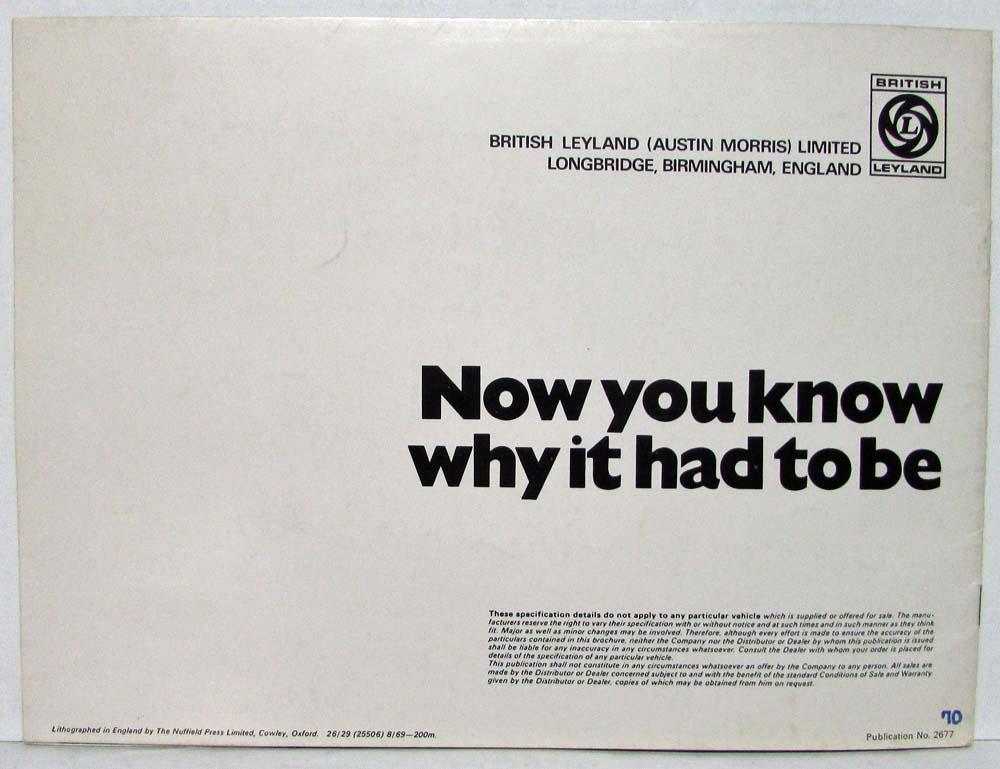 BRITISH
L
LEYLAND
BRITISH LEYLAND (AUSTIN MORRIS) LIMITED
LONGBRIDGE, BIRMINGHAM, ENGLAND
Now you know
why it had to be
These specification details do not apply to any particular vehicle which is supplied or offered for sale. The manu-
facturers reserve the right to vary their specification with or without notice and at such times and in such manner as they think
fit. Major as well as minor changes may be involved. Therefore, although every effort is made to ensure the accuracy of the
particulars contained in this brochure, neither the Company nor the Distributor or Dealer by whom this publication is issued
shall be liable for any inaccuracy in any circumstances whatsoever. Consult the Dealer with whom your order is placed for
details of the specification of any particular vehicle.
This publication shall not constitute in any circumstances whatsoever an offer by the Company to any person. All sales are
made by the Distributor or Dealer concerned subject to and with the benefit of the standard Conditions of Sale and Warranty
given by the Distributor or Dealer, copies of which may be obtained from him on request.
70
Lithographed in England by The Nuffield Press Limited, Cowley, Oxford. 26/29 (25506) 8/69—200m.
Publication No. 2677